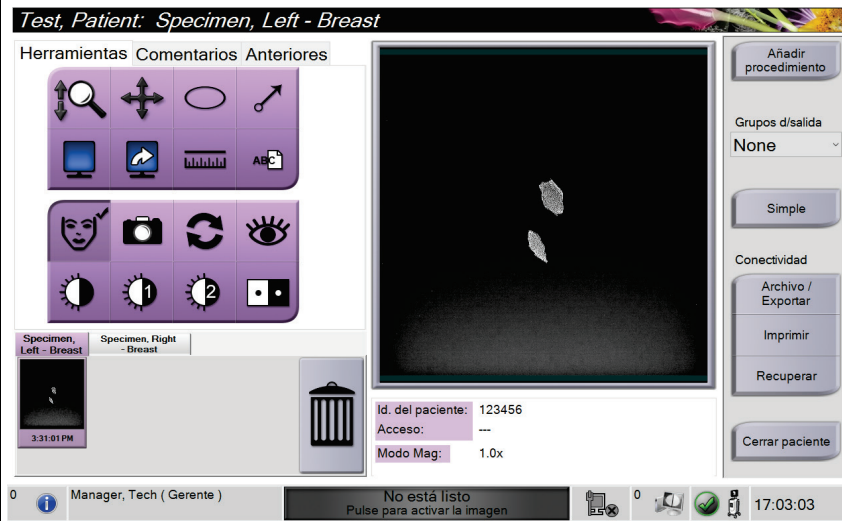 Test, Patient:  Specimen, Left - Breast
Herramientas Comentarios Anteriores
ABC
1
2
Specimen,
Left - Breast
Specimen, Right
- Breast
3:31:01 PM
Id. del paciente: 123456
Acceso: ---
Modo Mag: 1.0x
Añadir
procedimiento
Grupos d/salida
None
Simple
Conectividad
Archivo /
Exportar
Imprimir
Recuperar
Cerrar paciente
0
Manager, Tech ( Gerente )
No está listo
Pulse para activar la imagen
0
17:03:03